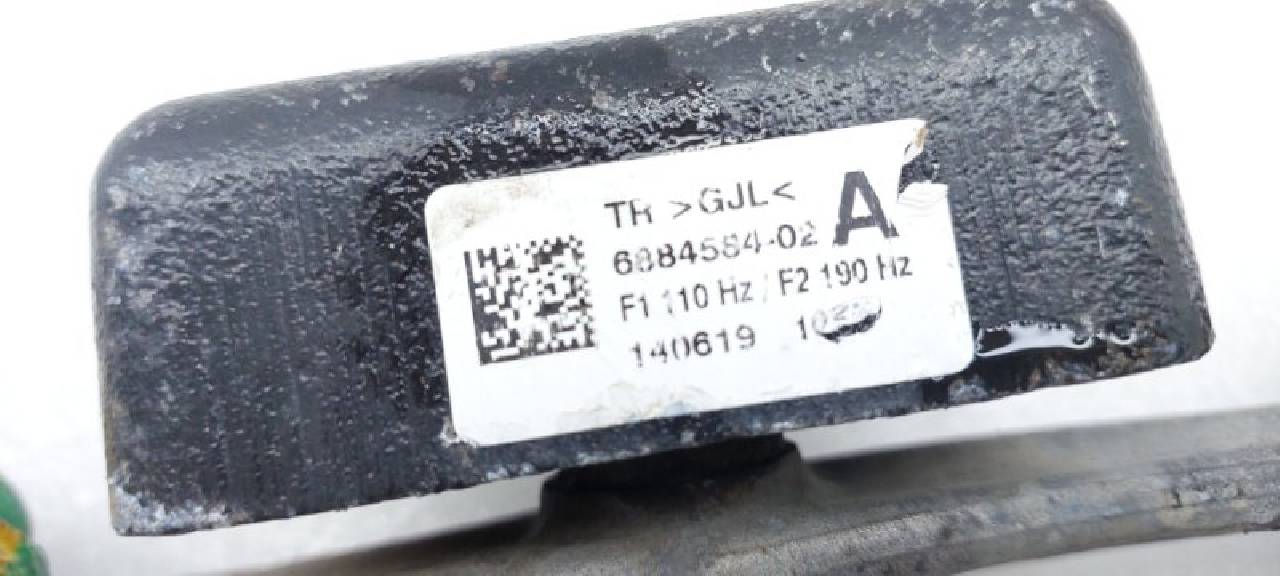 TR >GJL<
A
6884584-02
F1 110 Hz / F2 190 Hz
140619